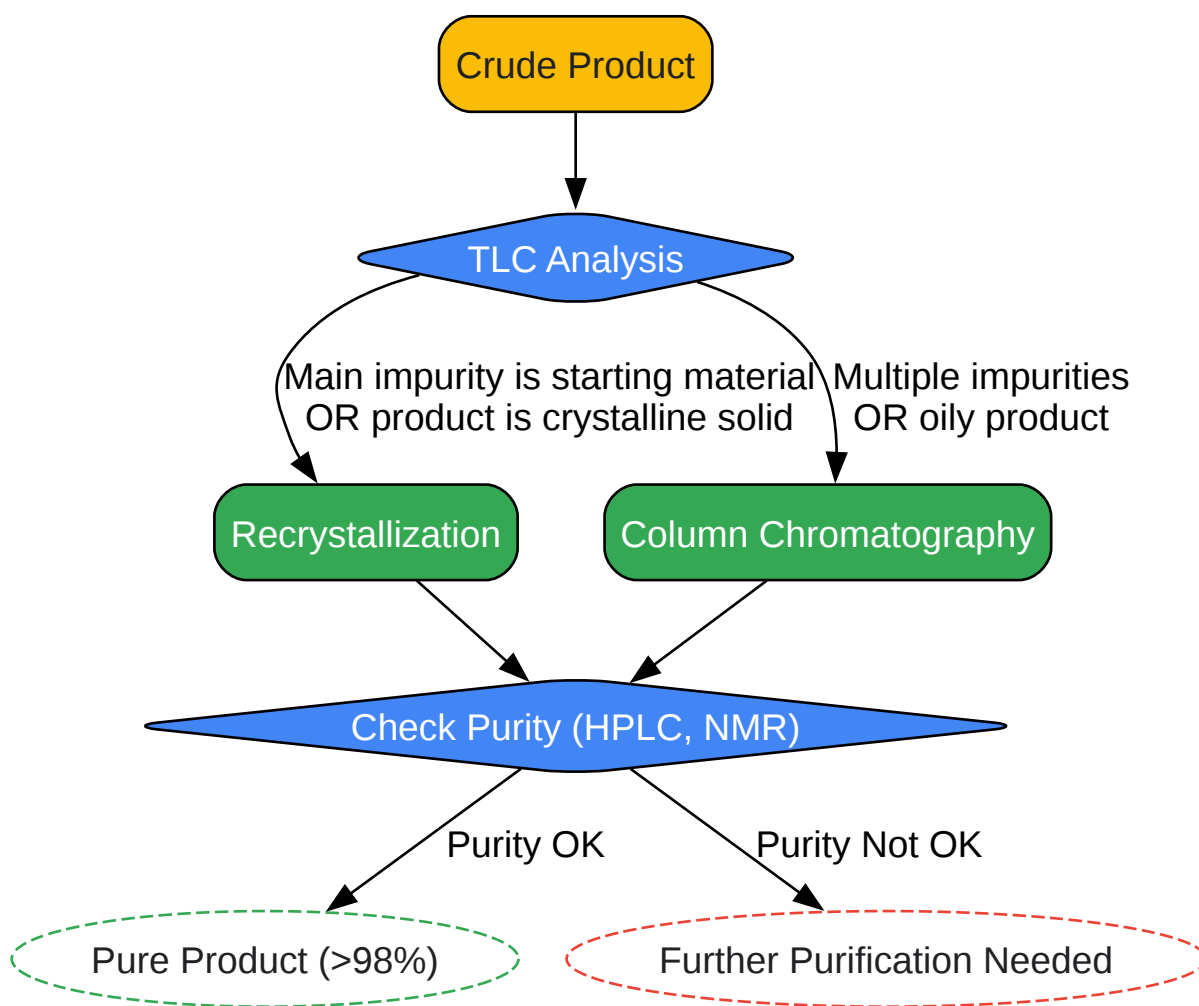 Crude Product
TLC Analysis
Main impurity is starting material
OR product is crystalline solid
Multiple impurities
OR oily product
Recrystallization
Column Chromatography
Check Purity (HPLC, NMR)
Purity OK
Purity Not OK
Pure Product (>98%)
Further Purification Needed